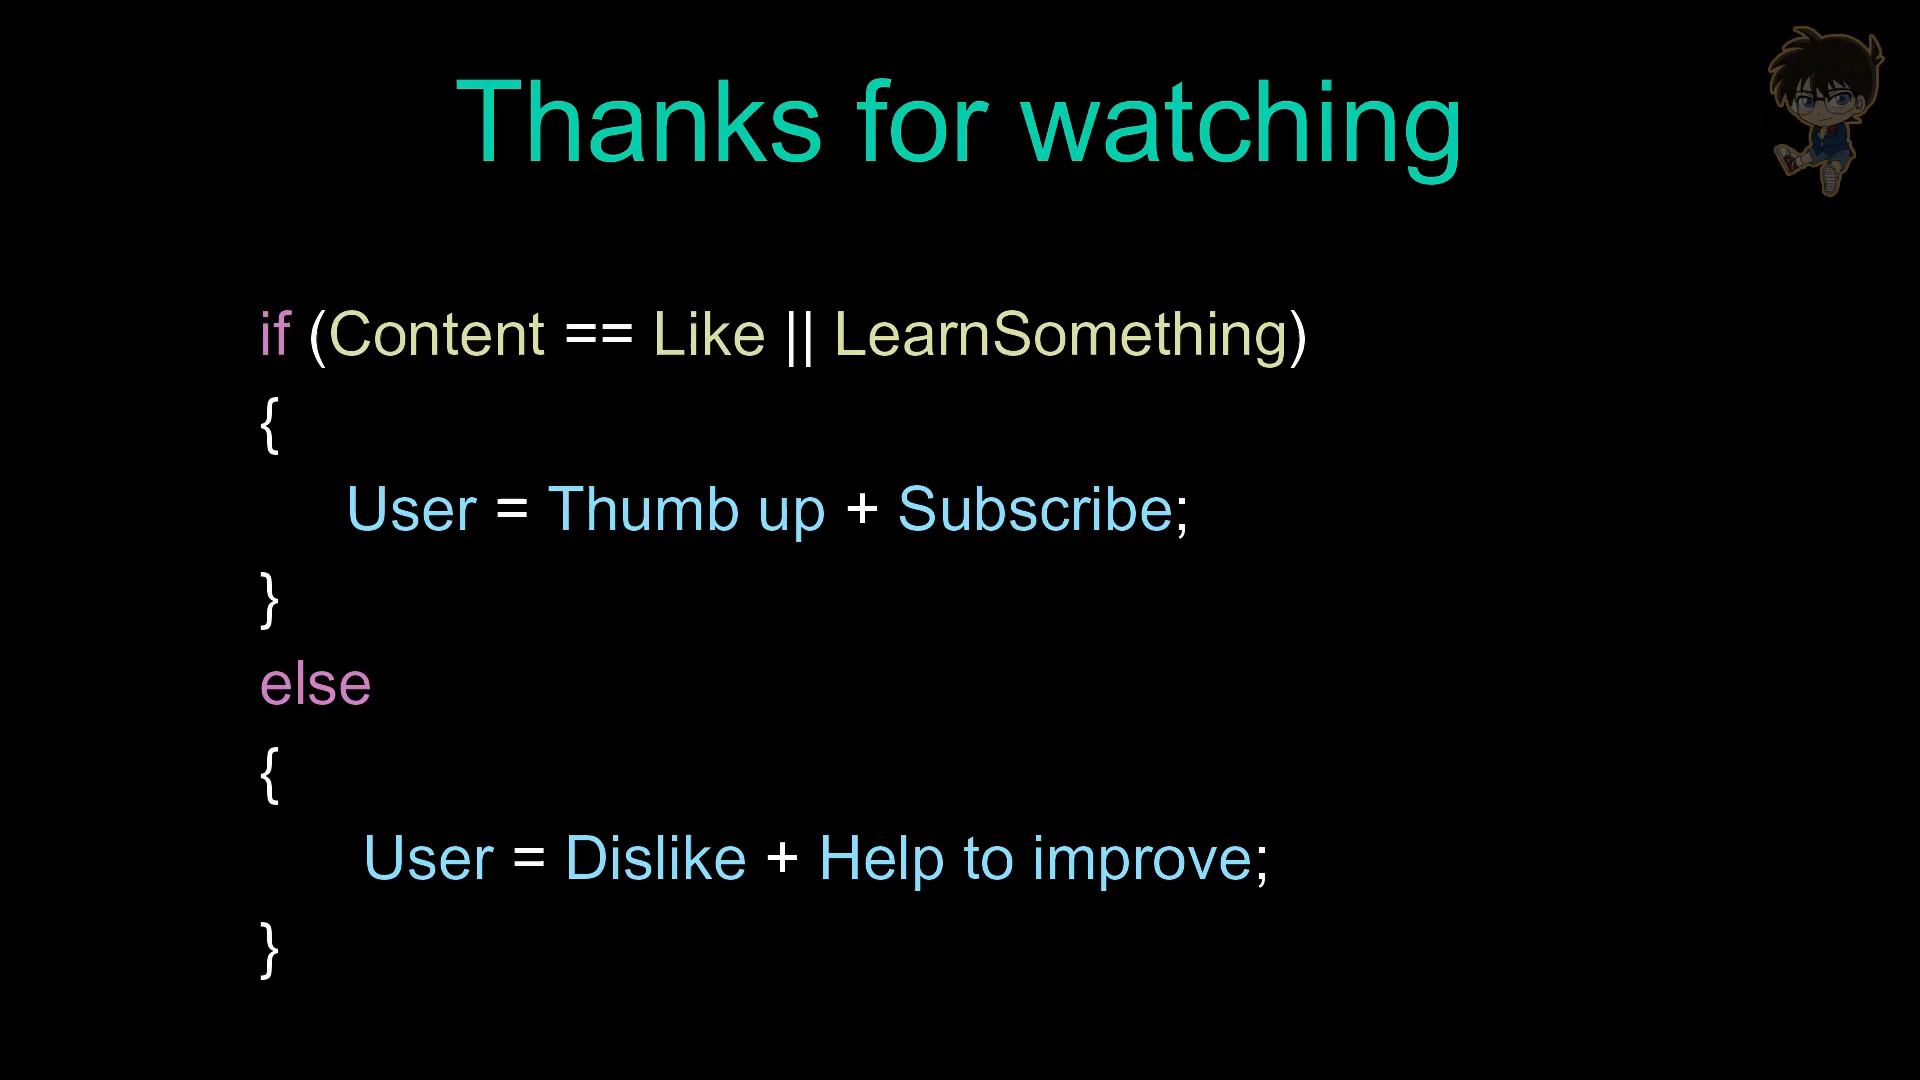 Thanks for watching
if (Content == Like || LearnSomething)
{
User = Thumb up + Subscribe;
}
else
{
User = Dislike + Help to improve;
}